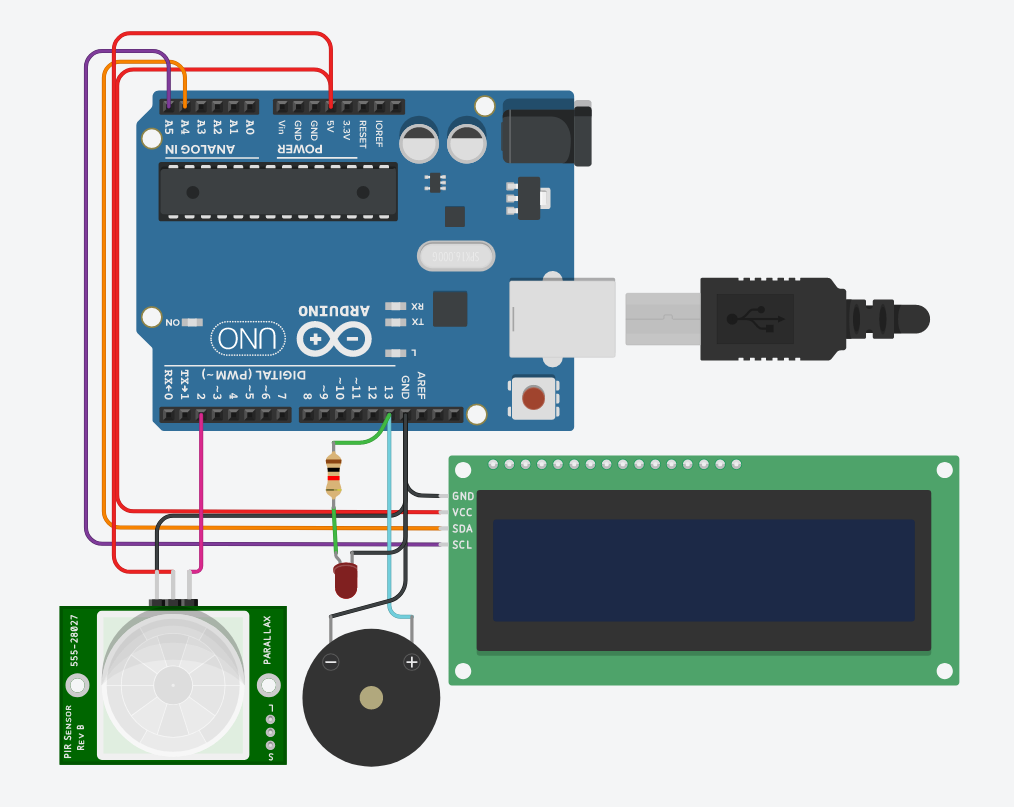 A5 A4 A3 A2 A1 A0
Vin GND GND 5V 3.3V RESET IOREF
ANALOG IN
POWER
ARDUINO
UNO
ON
RX
TX
L
DIGITAL (PWM ~)
RX←0 TX→1 2 ~3 4 ~5 ~6 7
8 ~9 ~10 ~11 12 13 GND AREF
GND
VCC
SDA
SCL
555-28027
PIR SENSOR
REV B
PARALLAX
L
S